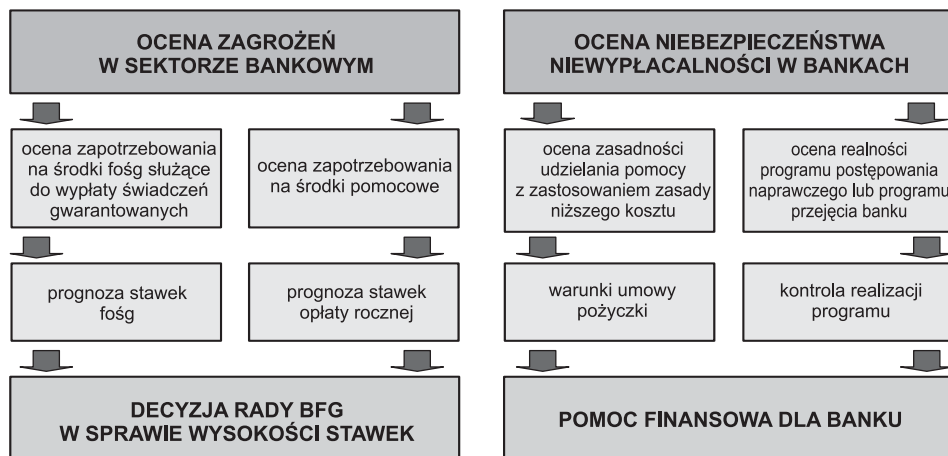 OCENA ZAGROŻEŃ
W SEKTORZE BANKOWYM
ocena zapotrzebowania
na środki fośg służące
do wypłaty świadczeń
gwarantowanych
ocena zapotrzebowania
na środki pomocowe
prognoza stawek
fośg
prognoza stawek
opłaty rocznej
DECYZJA RADY BFG
W SPRAWIE WYSOKOŚCI STAWEK
OCENA NIEBEZPIECZEŃSTWA
NIEWYPŁACALNOŚCI W BANKACH
ocena zasadności
udzielania pomocy
z zastosowaniem zasady
niższego kosztu
ocena realności
programu postępowania
naprawczego lub programu
przejęcia banku
warunki umowy
pożyczki
kontrola realizacji
programu
POMOC FINANSOWA DLA BANKU